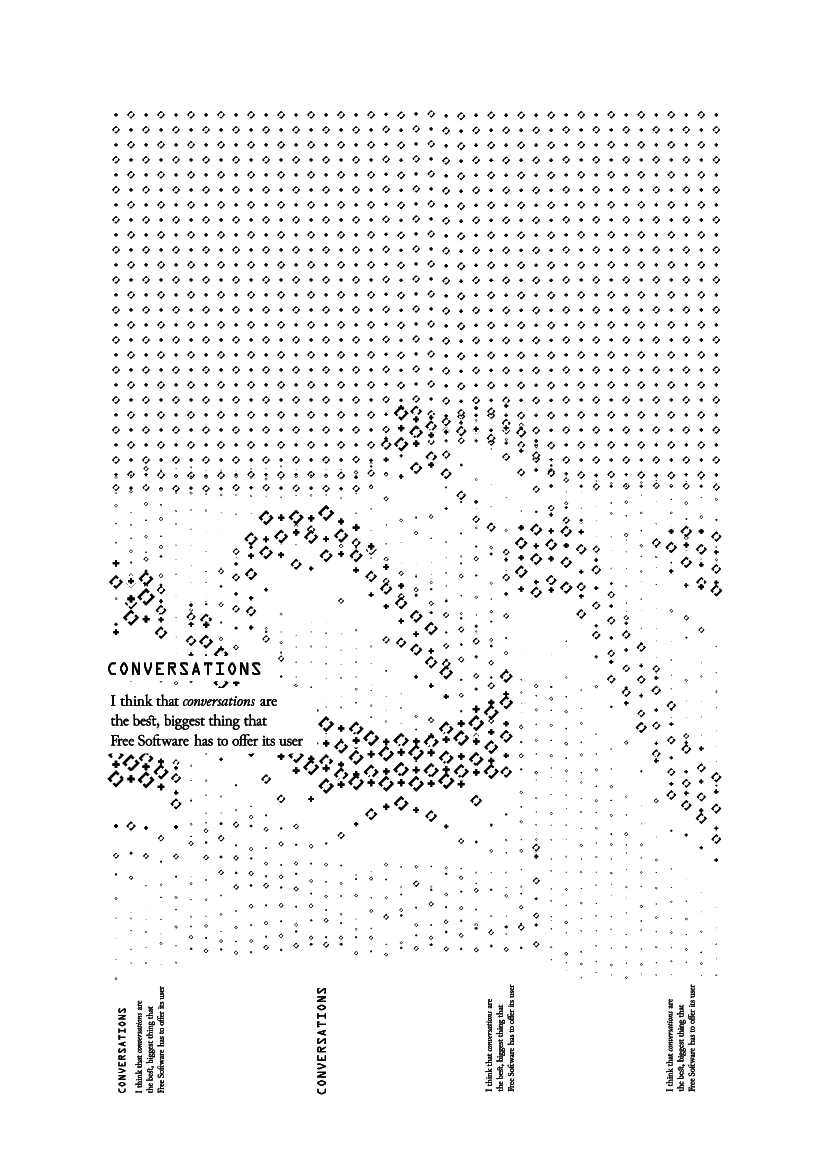 CONVERSATIONS
I think that conversations are
the best, biggest thing that
Free Software has to offer its user
CONVERSATIONS
I think that conversations are
the best, biggest thing that
Free Software has to offer its user
CONVERSATIONS
I think that conversations are
the best, biggest thing that
Free Software has to offer its user
I think that conversations are
the best, biggest thing that
Free Software has to offer its user